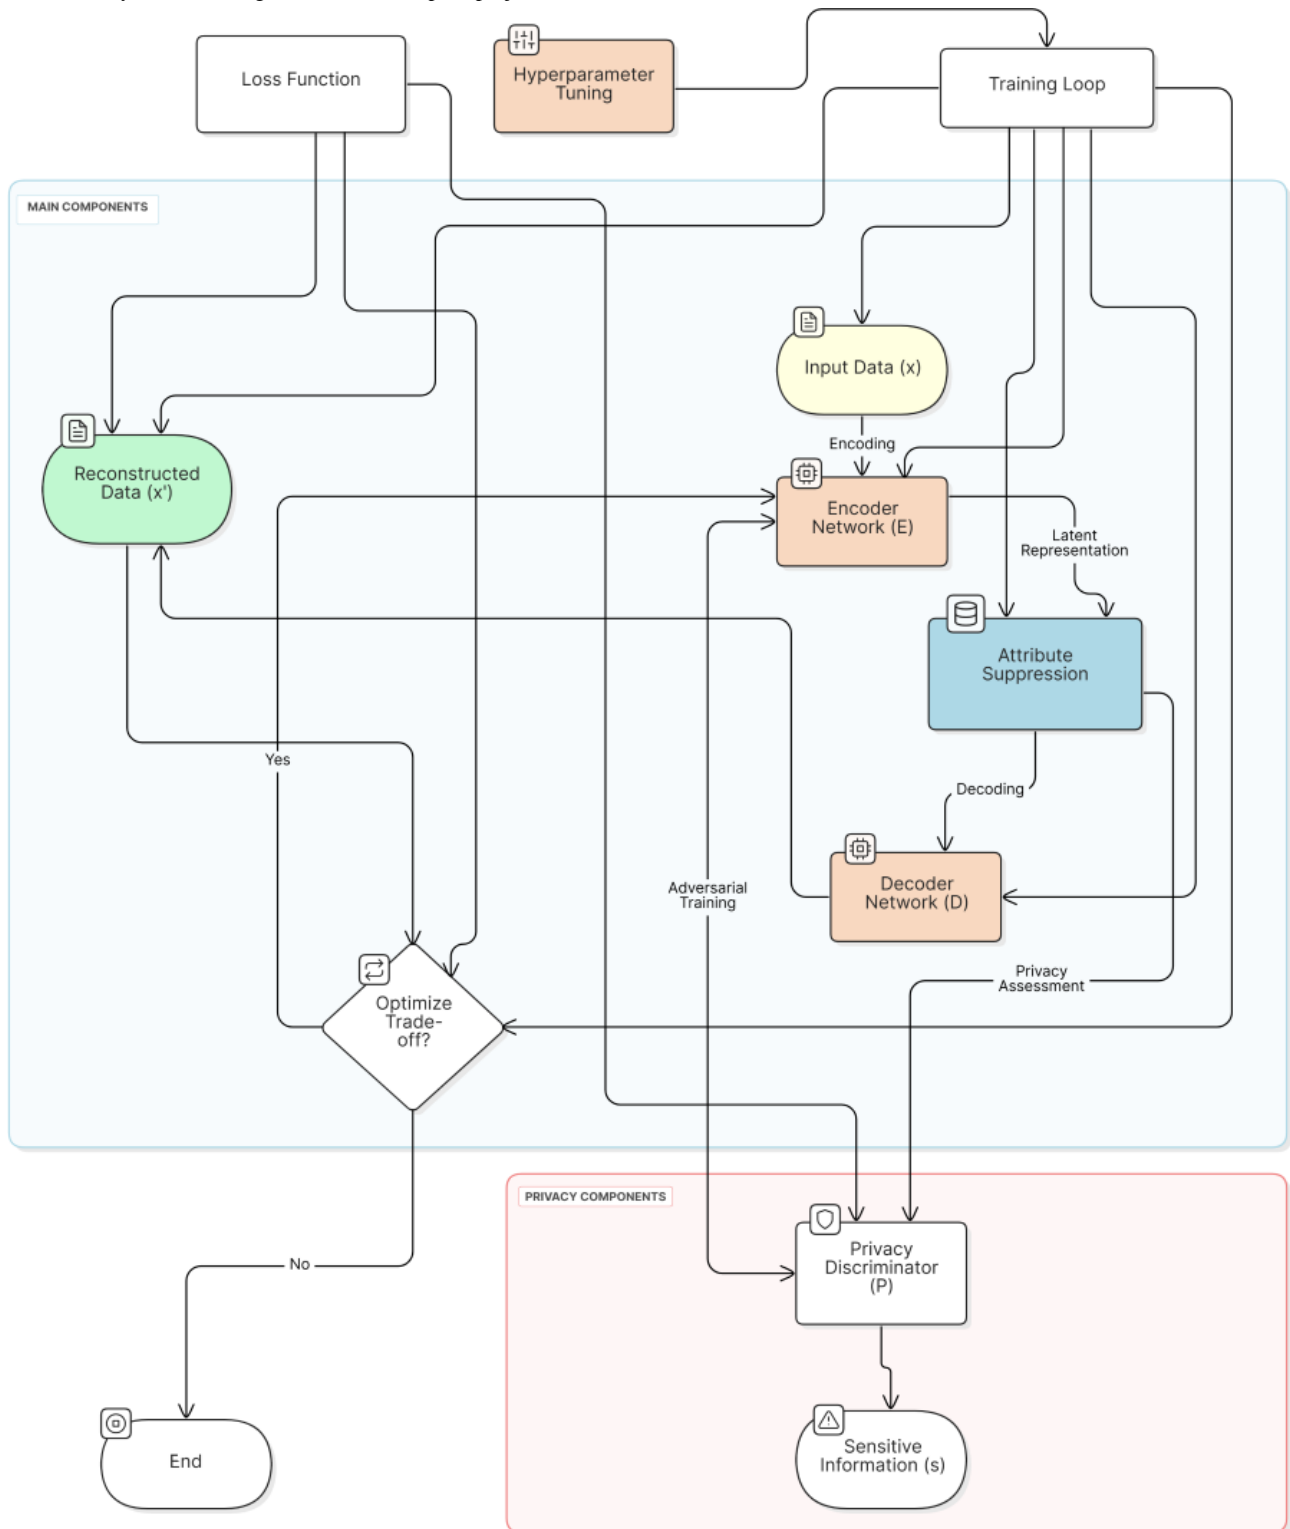 Loss Function
Hyperparameter
Tuning
Training Loop
MAIN COMPONENTS
Input Data (x)
Encoding
Reconstructed
Data (x')
Encoder
Network (E)
Latent
Representation
Attribute
Suppression
Yes
Decoding
Decoder
Network (D)
Adversarial
Training
Privacy
Assessment
Optimize
Trade-
off?
PRIVACY COMPONENTS
Privacy
Discriminator
(P)
No
End
Sensitive
Information (s)